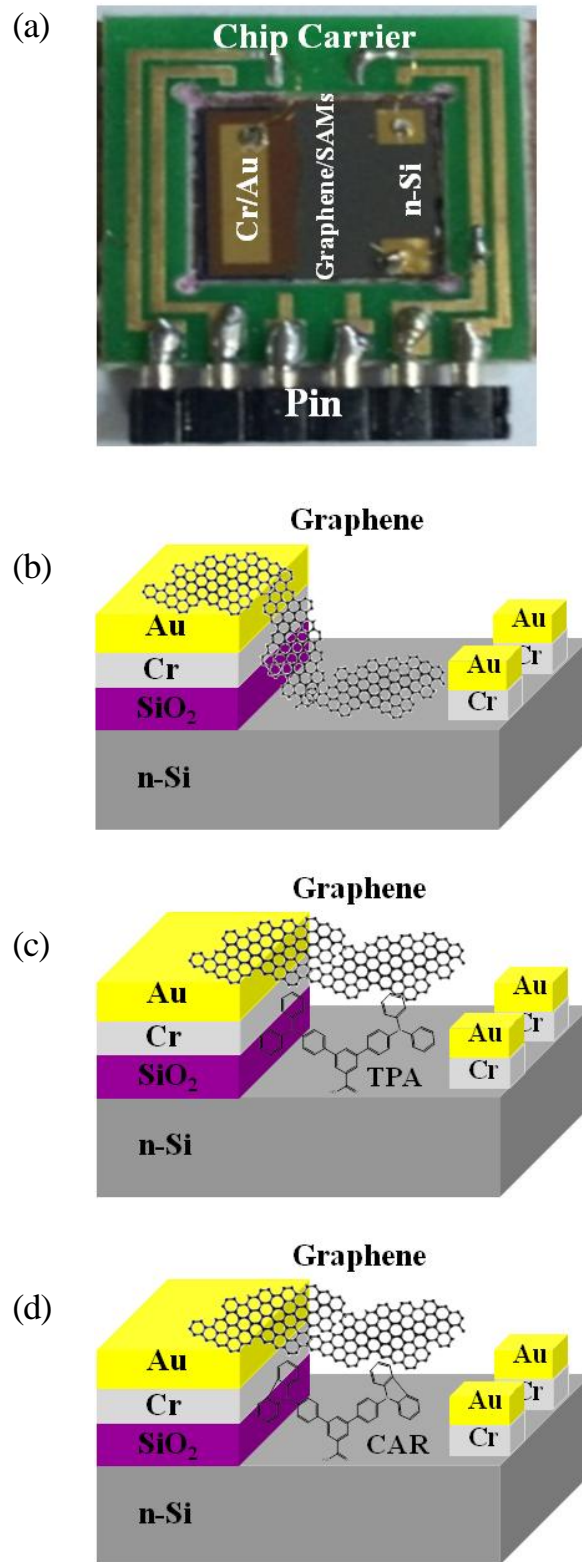 (a)
Chip Carrier
Cr/Au
Graphene/SAMs
n-Si
Pin
(b)
Graphene
Au
Cr
SiO₂
n-Si
Au
Cr
Au
Cr
(c)
Graphene
Au
Cr
SiO₂
n-Si
TPA
Au
Cr
Au
Cr
(d)
Graphene
Au
Cr
SiO₂
n-Si
CAR
Au
Cr
Au
Cr